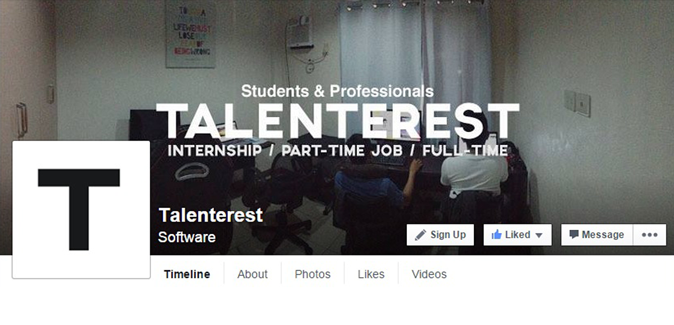 Students & Professionals
TALENTEREST
INTERNSHIP / PART-TIME JOB / FULL-TIME
T
Talenterest
Software
Sign Up
Liked
Message
Timeline
About
Photos
Likes
Videos